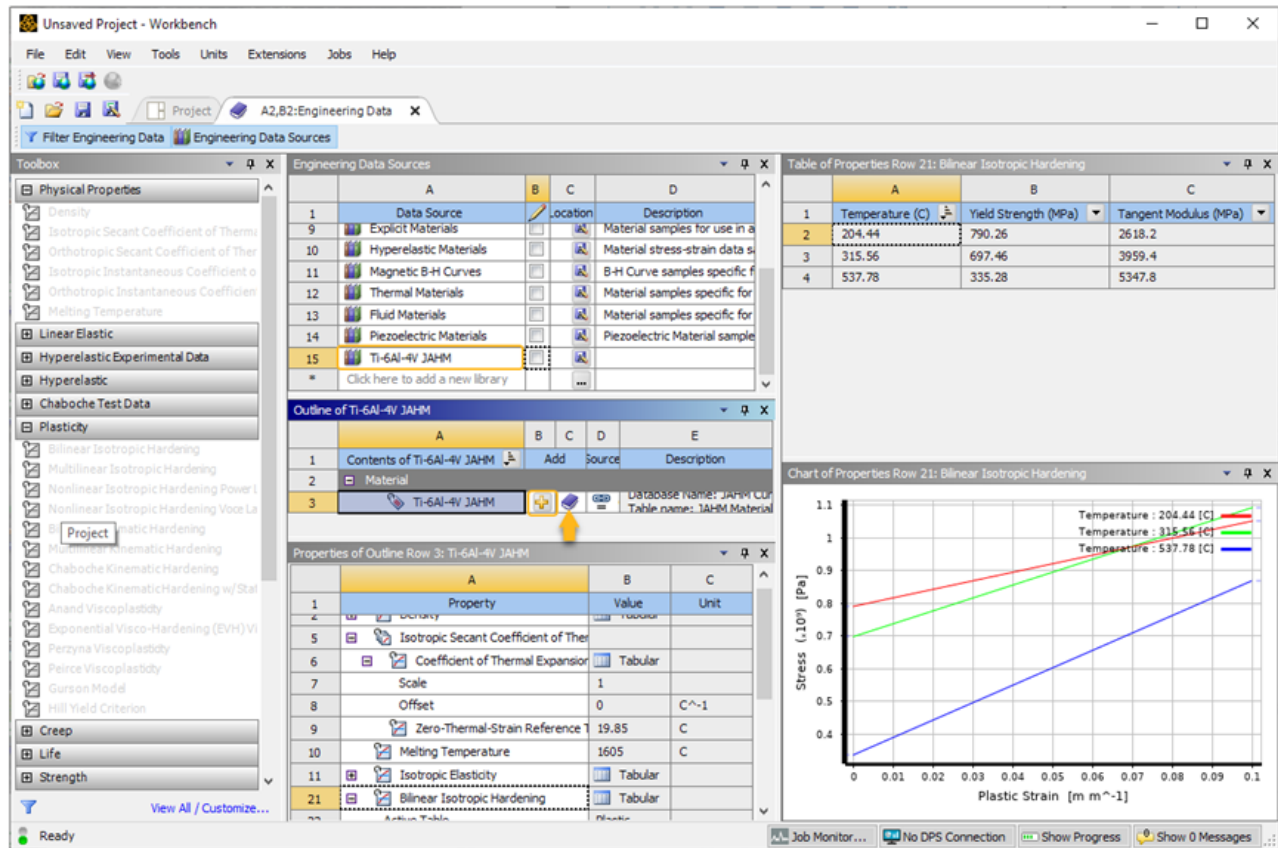 Unsaved Project - Workbench
File Edit View Tools Units Extensions Jobs Help
Project A2,B2:Engineering Data
Filter Engineering Data Engineering Data Sources
Toolbox
Physical Properties
Density
Isotropic Secant Coefficient of Therma
Orthotropic Secant Coefficient of Ther
Isotropic Instantaneous Coefficient o
Orthotropic Instantaneous Coefficien
Melting Temperature
Linear Elastic
Hyperelastic Experimental Data
Hyperelastic
Chaboche Test Data
Plasticity
Bilinear Isotropic Hardening
Multilinear Isotropic Hardening
Nonlinear Isotropic Hardening Power L
Nonlinear Isotropic Hardening Voce La
Project
Kinematic Hardening
Chaboche Kinematic Hardening
Chaboche Kinematic Hardening w/Stat
Anand Viscoplasticity
Exponential Visco-Hardening (EVH) Vi
Perzyna Viscoplasticity
Peirce Viscoplasticity
Gurson Model
Hill Yield Criterion
Creep
Life
Strength
View All / Customize...
Engineering Data Sources
A B C D
1 Data Source Location Description
9 Explicit Materials Material samples for use in a
10 Hyperelastic Materials Material stress-strain data sa
11 Magnetic B-H Curves B-H Curve samples specific f
12 Thermal Materials Material samples specific for
13 Fluid Materials Material samples specific for
14 Piezoelectric Materials Piezoelectric Material sample
15 Ti-6Al-4V JAHM
* Click here to add a new library ...
Outline of Ti-6Al-4V JAHM
A B C D E
1 Contents of Ti-6Al-4V JAHM Add Source Description
2 Material
3 Ti-6Al-4V JAHM Database Name: JAHM Cur
Table name: JAHM Material
Properties of Outline Row 3: Ti-6Al-4V JAHM
A B C
1 Property Value Unit
2 Density Tabular
5 Isotropic Secant Coefficient of Ther
6 Coefficient of Thermal Expansion Tabular
7 Scale 1
8 Offset 0 C^-1
9 Zero-Thermal-Strain Reference T 19.85 C
10 Melting Temperature 1605 C
11 Isotropic Elasticity Tabular
21 Bilinear Isotropic Hardening Tabular
Active Table Plastic
Table of Properties Row 21: Bilinear Isotropic Hardening
A B C
1 Temperature (C) Yield Strength (MPa) Tangent Modulus (MPa)
2 204.44 790.26 2618.2
3 315.56 697.46 3959.4
4 537.78 335.28 5347.8
Chart of Properties Row 21: Bilinear Isotropic Hardening
Temperature : 204.44 [C]
Temperature : 315.56 [C]
Temperature : 537.78 [C]
1.1
1
0.9
0.8
0.7
0.6
0.5
0.4
Stress (.10⁹) [Pa]
0 0.01 0.02 0.03 0.04 0.05 0.06 0.07 0.08 0.09 0.1
Plastic Strain [m m^-1]
Ready
Job Monitor... No DPS Connection Show Progress Show 0 Messages